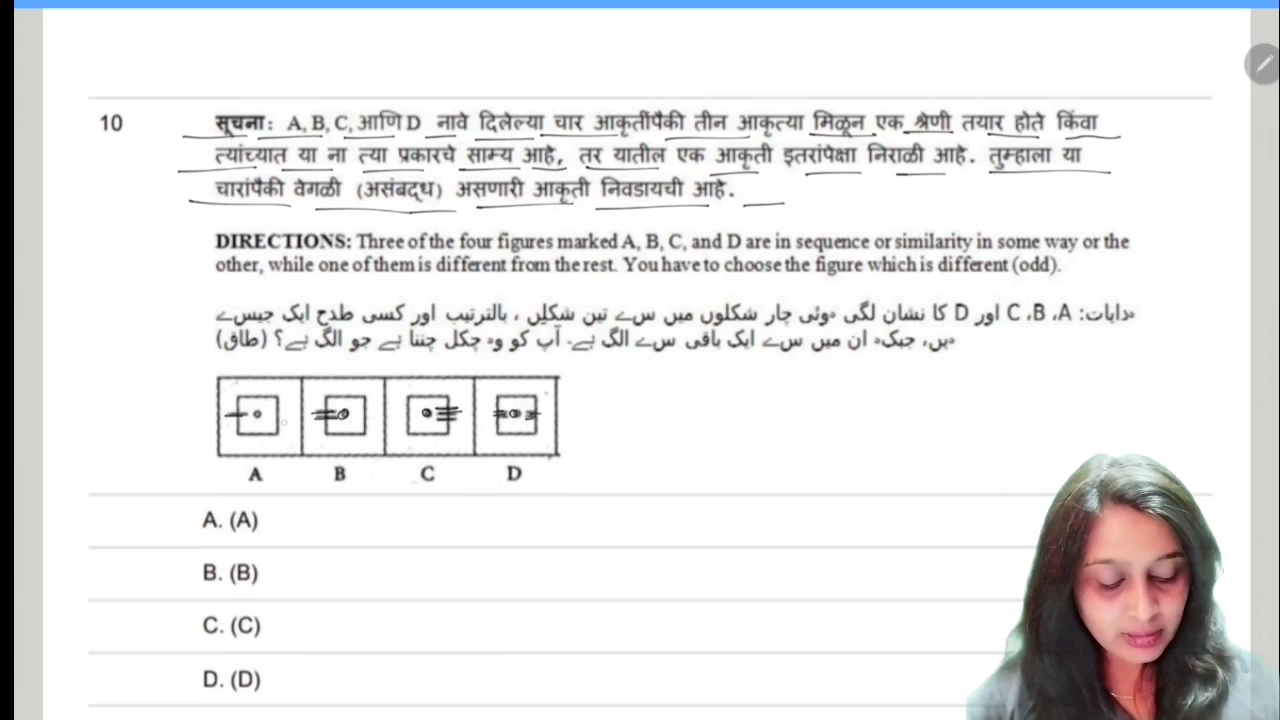 10
सूचनाः A, B, C, आणि D नावे दिलेल्या चार आकृतींपैकी तीन आकृत्या मिळून एक श्रेणी तयार होते किंवा
त्यांच्यात या ना त्या प्रकारचे साम्य आहे, तर यातील एक आकृती इतरांपेक्षा निराळी आहे. तुम्हाला या
चारांपैकी वेगळी (असंबद्ध) असणारी आकृती निवडायची आहे.
DIRECTIONS: Three of the four figures marked A, B, C, and D are in sequence or similarity in some way or the
other, while one of them is different from the rest. You have to choose the figure which is different (odd).
ہدایات: A، B، C اور D کا نشان لگی ہوئی چار شکلوں میں سے تین شکلیں ، بالترتیب اور کسی طدح ایک جیسے
ہیں، جبکہ ان میں سے ایک باقی سے الگ ہے۔ آپ کو وہ چکل چننا ہے جو الگ ہے؟ (طاق)
A B C D
A. (A)
B. (B)
C. (C)
D. (D)